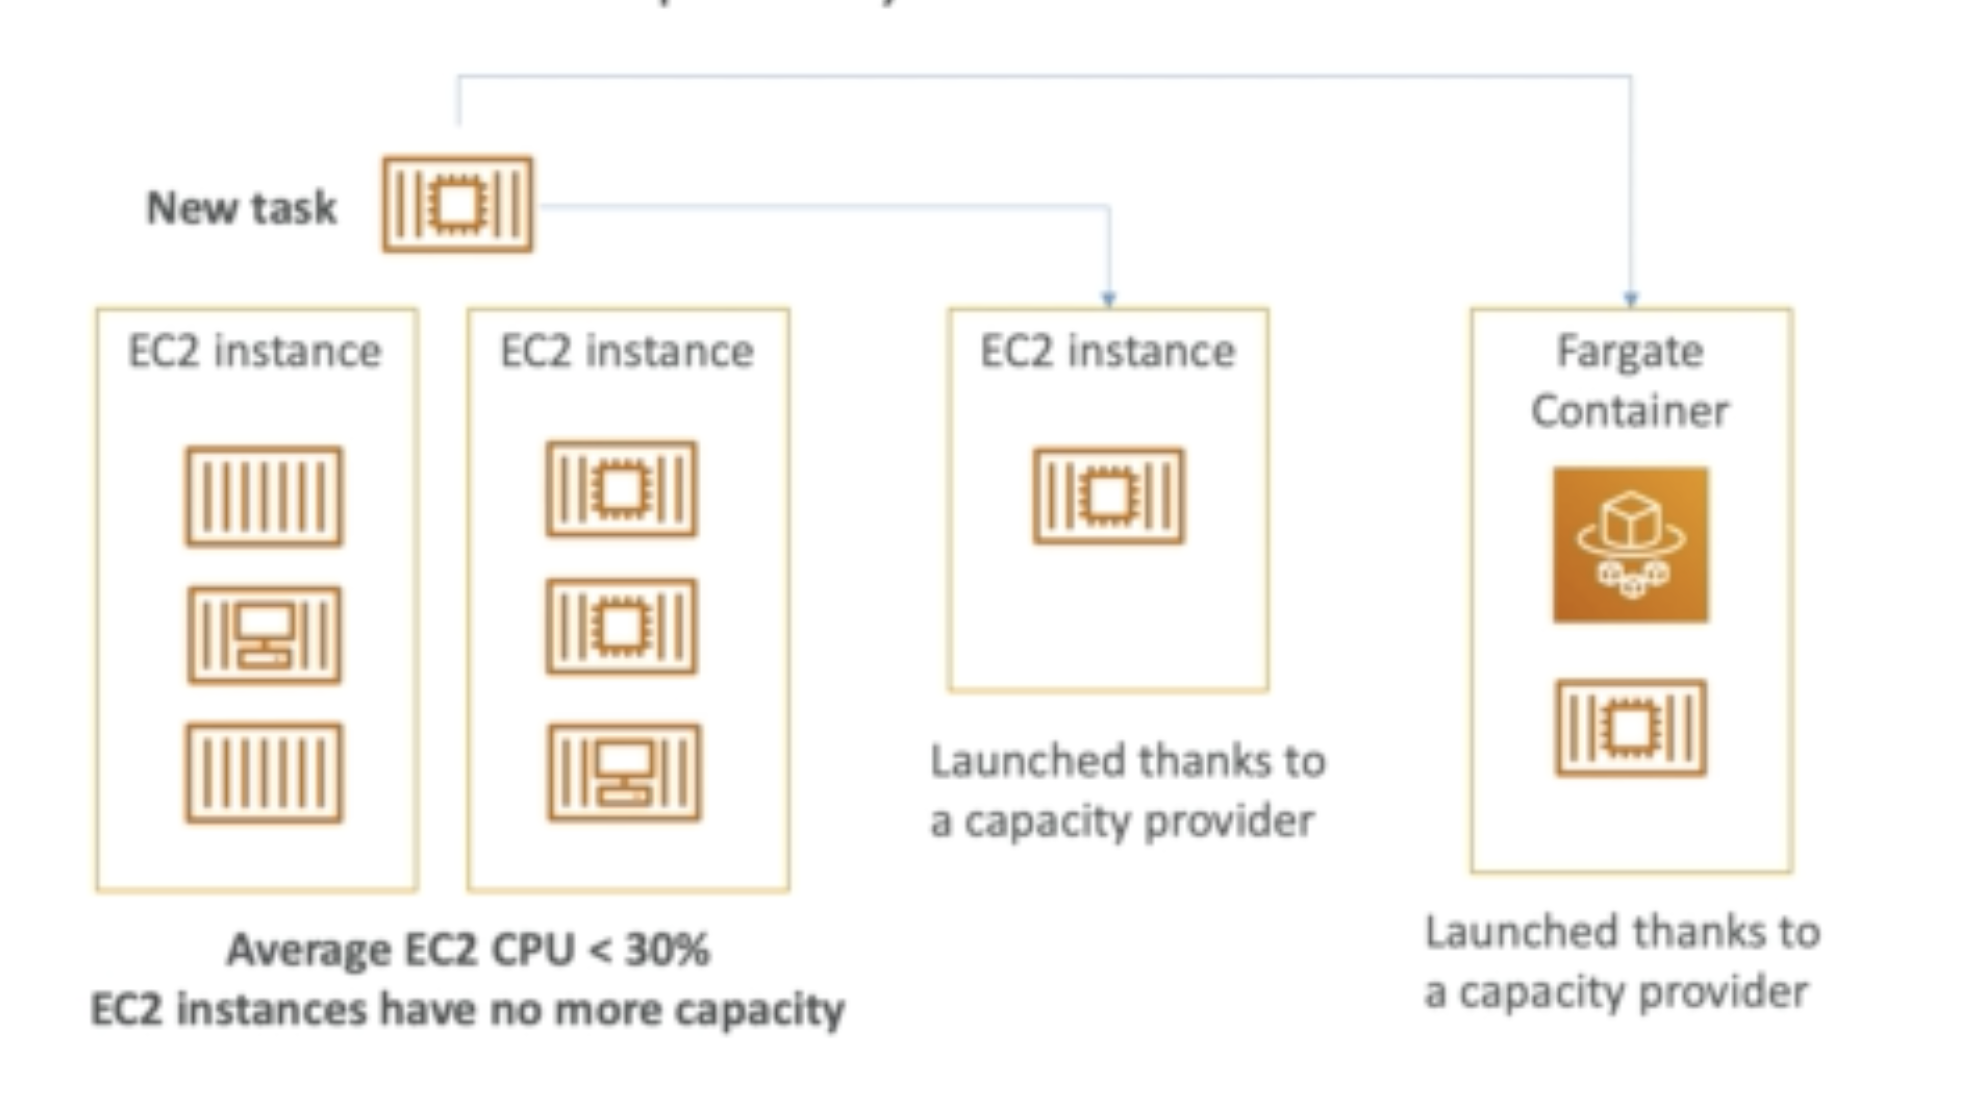 New task
EC2 instance
EC2 instance
EC2 instance
Fargate
Container
Launched thanks to
a capacity provider
Launched thanks to
a capacity provider
Average EC2 CPU < 30%
EC2 instances have no more capacity